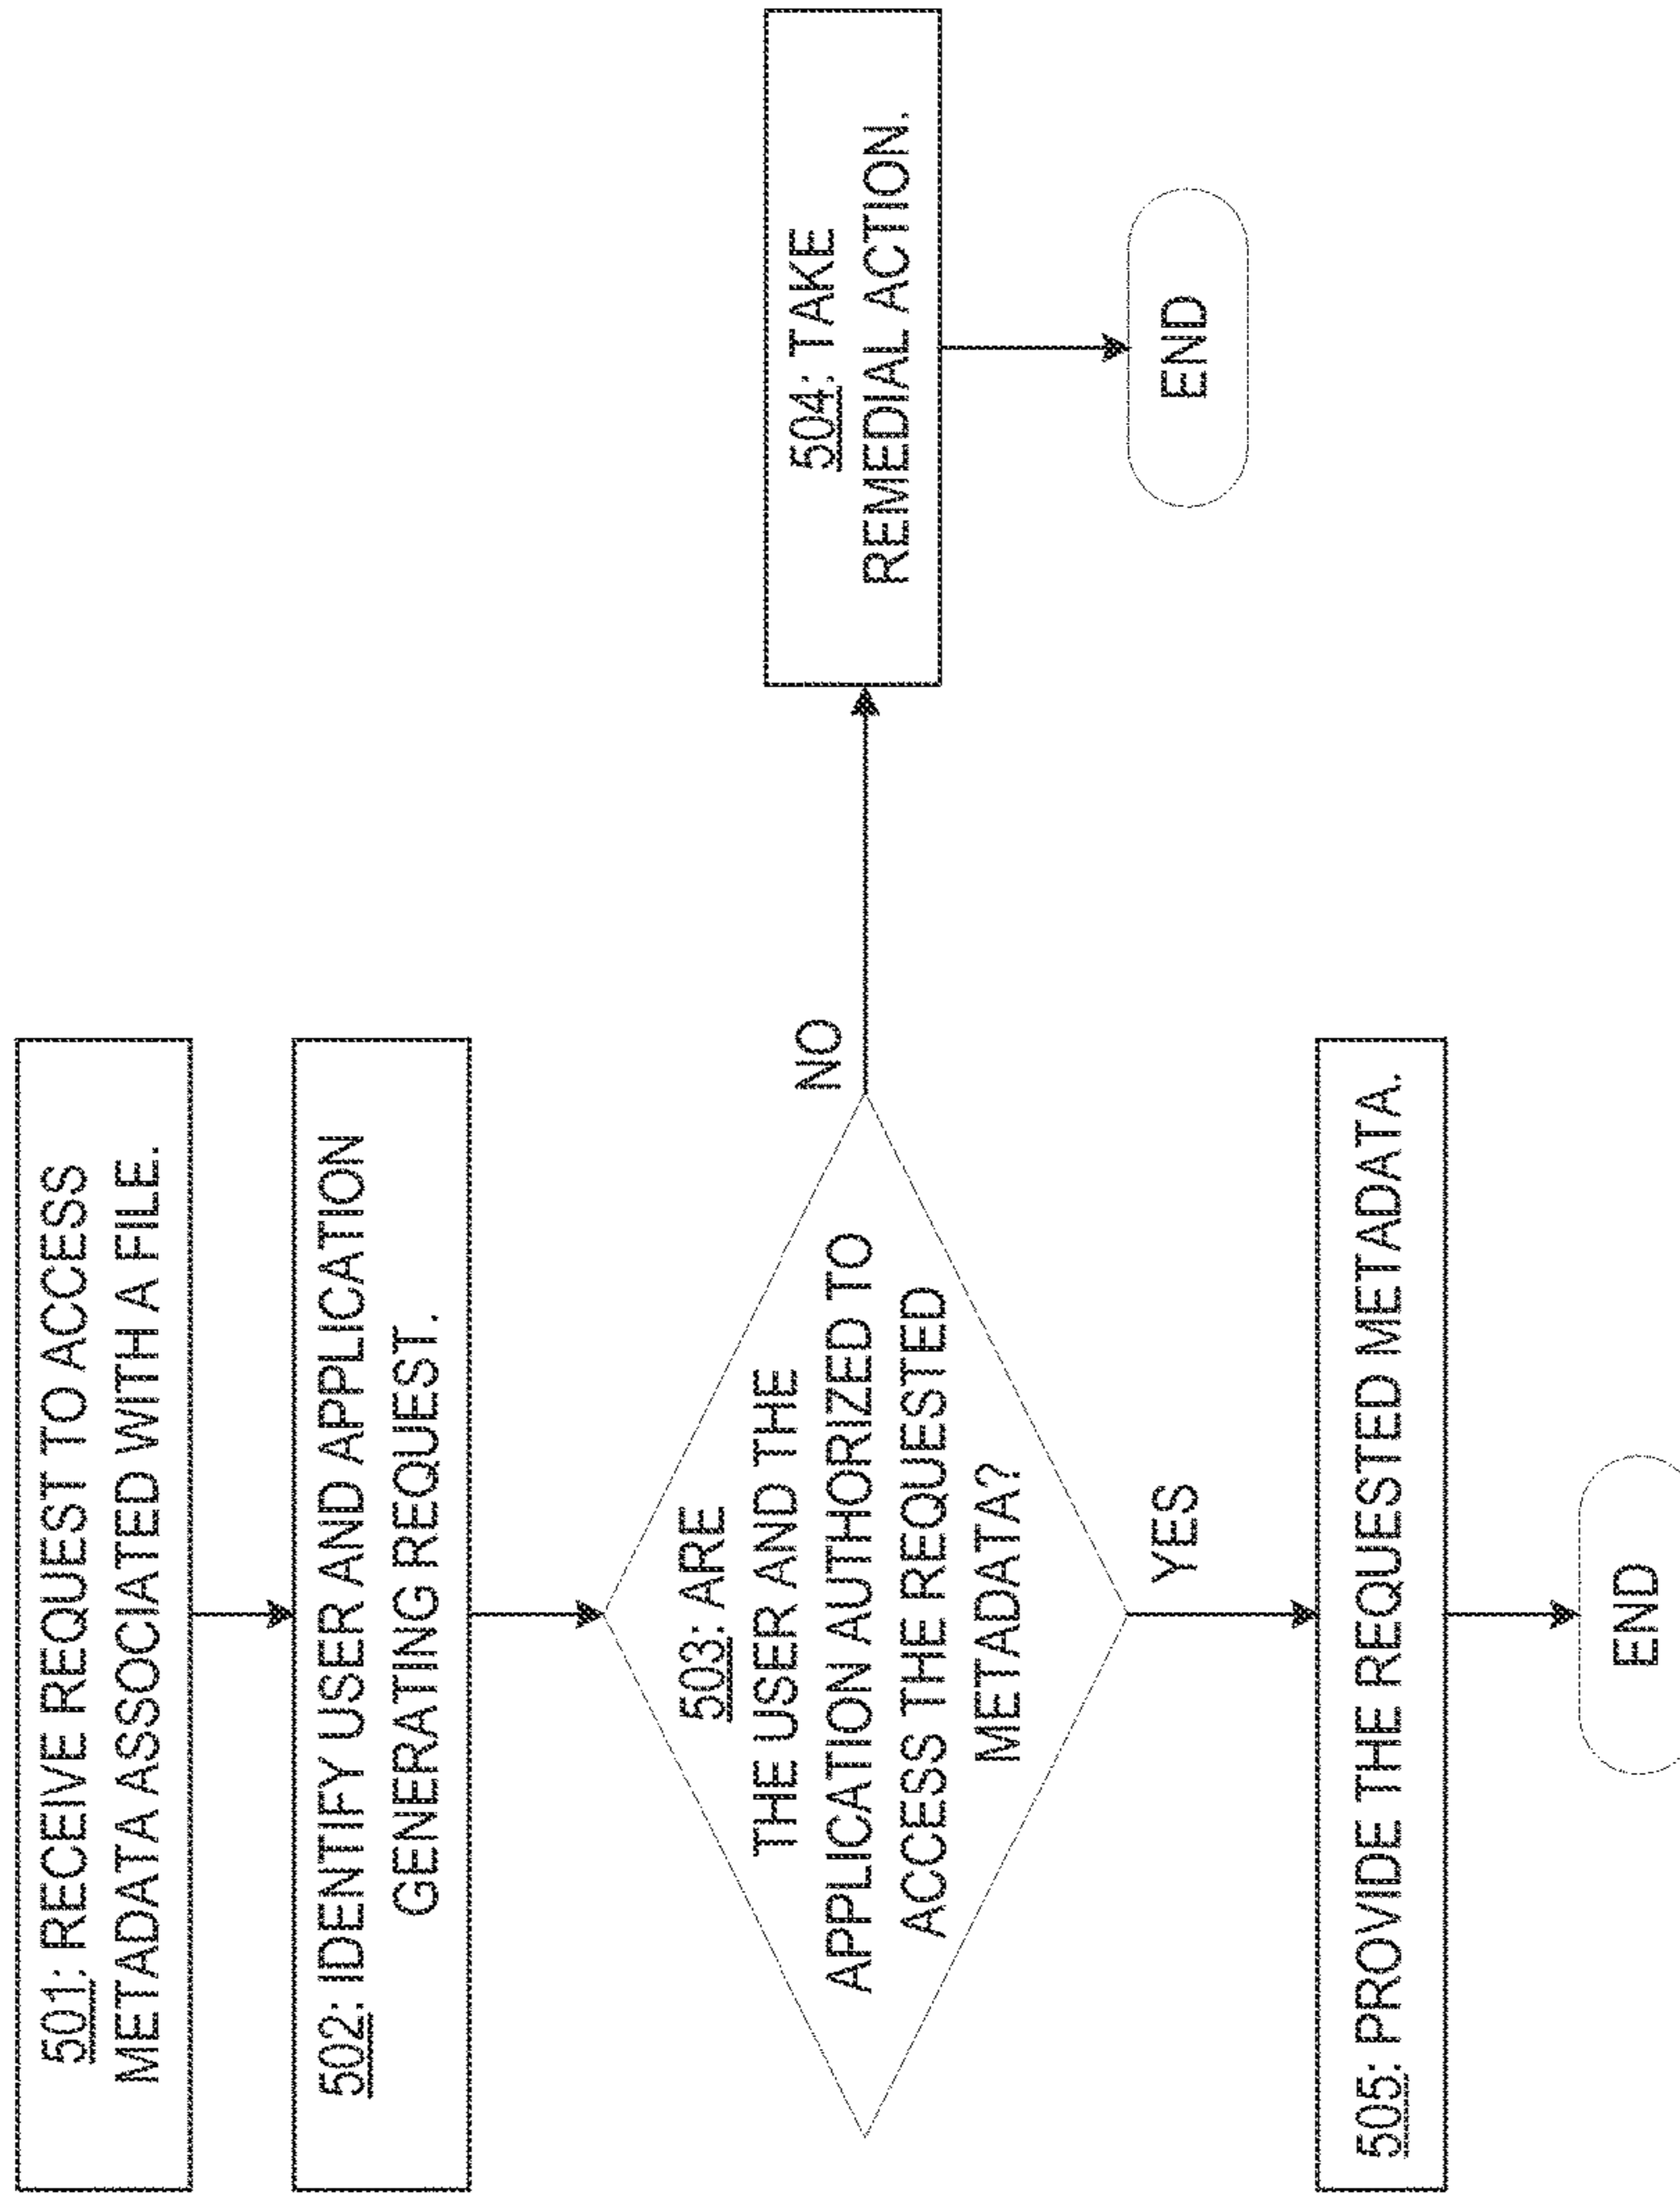 501: RECEIVE REQUEST TO ACCESS
METADATA ASSOCIATED WITH A FILE.
502: IDENTIFY USER AND APPLICATION
GENERATING REQUEST.
503: ARE
THE USER AND THE
APPLICATION AUTHORIZED TO
ACCESS THE REQUESTED
METADATA?
NO
504: TAKE
REMEDIAL ACTION.
END
YES
505: PROVIDE THE REQUESTED METADATA.
END